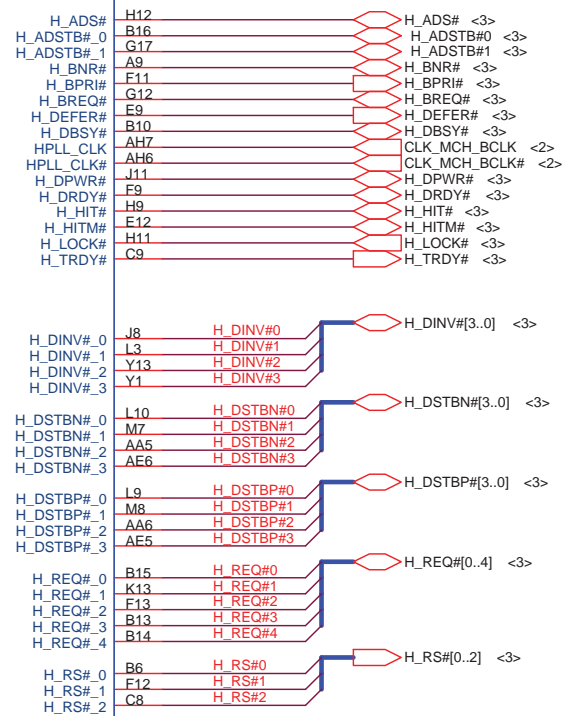 H_ADS# H12 H_ADS# <3>
H_ADSTB#_0 B16 H_ADSTB#0 <3>
H_ADSTB#_1 G17 H_ADSTB#1 <3>
H_BNR# A9 H_BNR# <3>
H_BPRI# F11 H_BPRI# <3>
H_BREQ# G12 H_BREQ# <3>
H_DEFER# E9 H_DEFER# <3>
H_DBSY# B10 H_DBSY# <3>
HPLL_CLK AH7 CLK_MCH_BCLK <2>
HPLL_CLK# AH6 CLK_MCH_BCLK# <2>
H_DPWR# J11 H_DPWR# <3>
H_DRDY# F9 H_DRDY# <3>
H_HIT# H9 H_HIT# <3>
H_HITM# E12 H_HITM# <3>
H_LOCK# H11 H_LOCK# <3>
H_TRDY# C9 H_TRDY# <3>
H_DINV#[3..0] <3>
H_DINV#_0 J8 H_DINV#0
H_DINV#_1 L3 H_DINV#1
H_DINV#_2 Y13 H_DINV#2
H_DINV#_3 Y1 H_DINV#3
H_DSTBN#[3..0] <3>
H_DSTBN#_0 L10 H_DSTBN#0
H_DSTBN#_1 M7 H_DSTBN#1
H_DSTBN#_2 AA5 H_DSTBN#2
H_DSTBN#_3 AE6 H_DSTBN#3
H_DSTBP#[3..0] <3>
H_DSTBP#_0 L9 H_DSTBP#0
H_DSTBP#_1 M8 H_DSTBP#1
H_DSTBP#_2 AA6 H_DSTBP#2
H_DSTBP#_3 AE5 H_DSTBP#3
H_REQ#[0..4] <3>
H_REQ#_0 B15 H_REQ#0
H_REQ#_1 K13 H_REQ#1
H_REQ#_2 F13 H_REQ#2
H_REQ#_3 B13 H_REQ#3
H_REQ#_4 B14 H_REQ#4
H_RS#[0..2] <3>
H_RS#_0 B6 H_RS#0
H_RS#_1 F12 H_RS#1
H_RS#_2 C8 H_RS#2